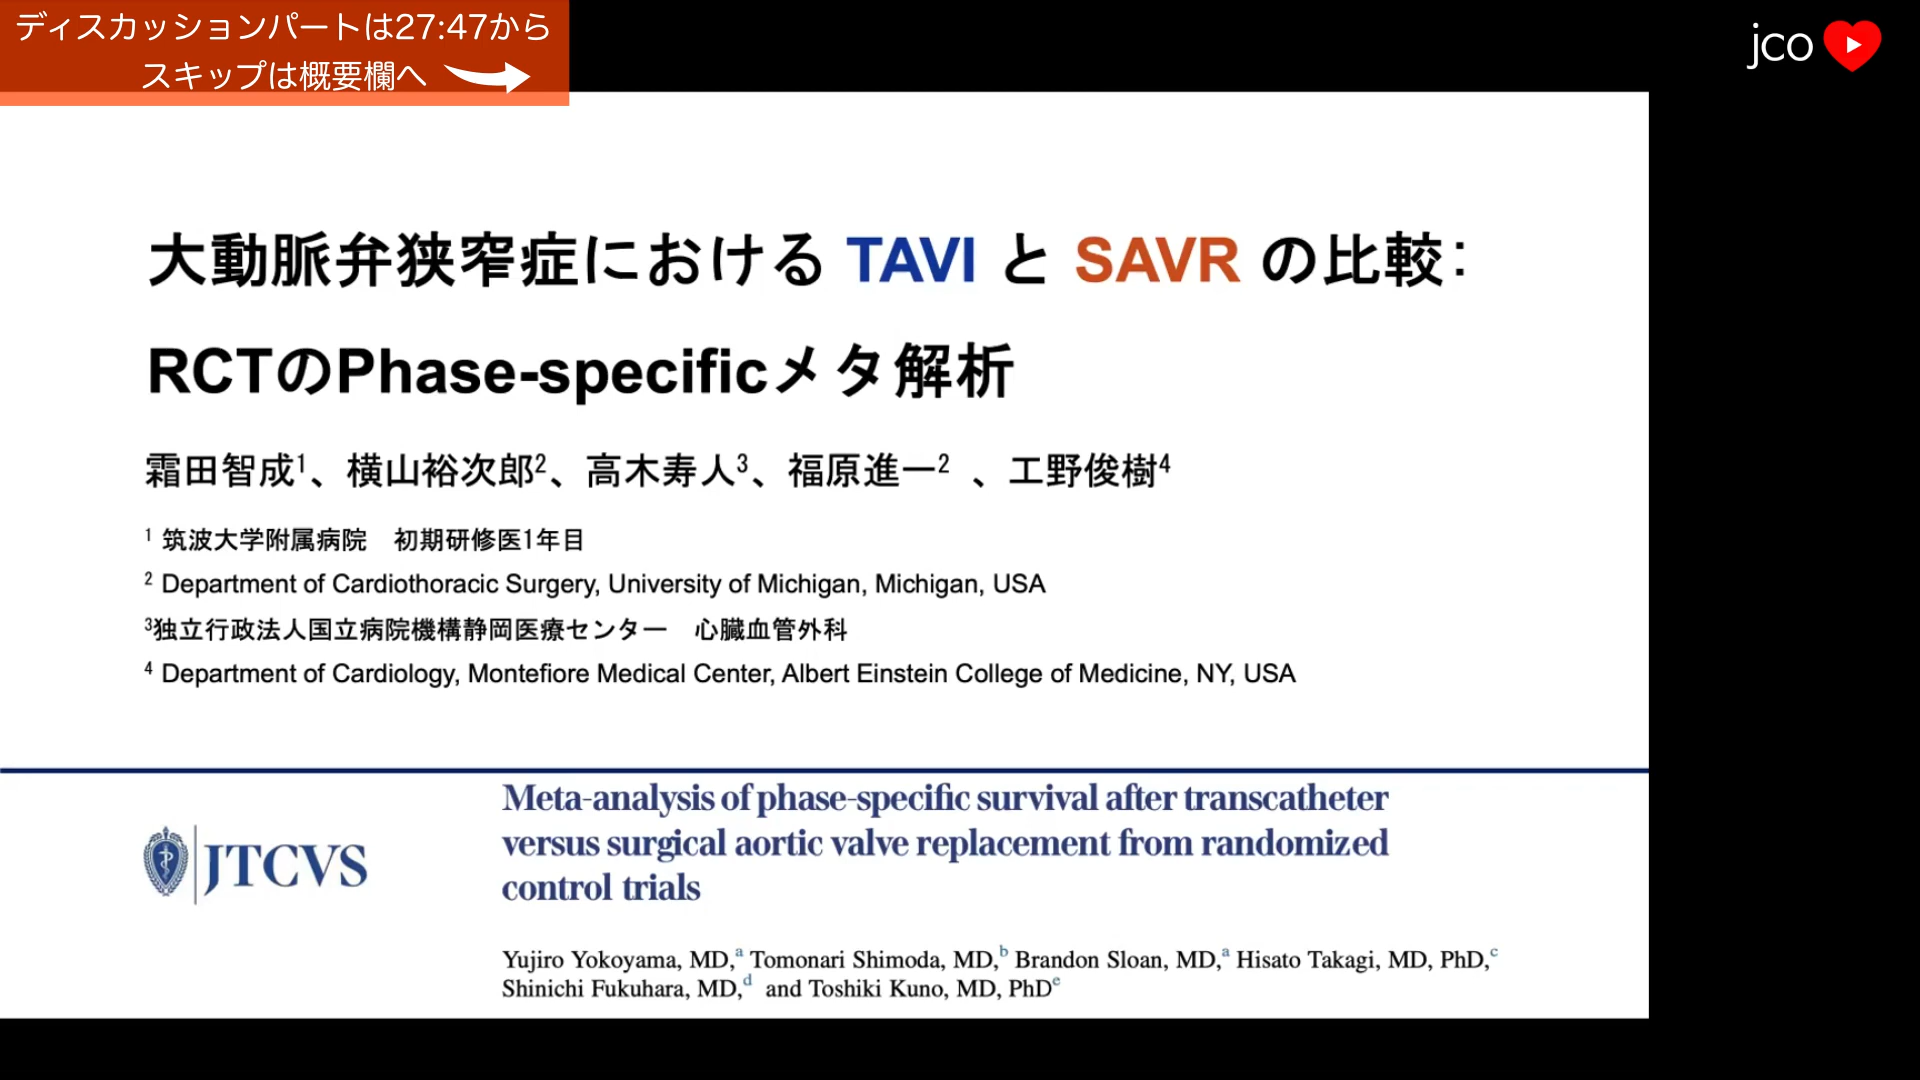 ディスカッションパートは27:47から
スキップは概要欄へ
jco
大動脈弁狭窄症における TAVI と SAVR の比較:
RCTのPhase-specificメタ解析
霜田智成1、横山裕次郎2、高木寿人3、福原進一2 、工野俊樹4
1 筑波大学附属病院　初期研修医1年目
2 Department of Cardiothoracic Surgery, University of Michigan, Michigan, USA
3独立行政法人国立病院機構静岡医療センター　心臓血管外科
4 Department of Cardiology, Montefiore Medical Center, Albert Einstein College of Medicine, NY, USA
JTCVS
Meta-analysis of phase-specific survival after transcatheter
versus surgical aortic valve replacement from randomized
control trials
Yujiro Yokoyama, MD,a Tomonari Shimoda, MD,b Brandon Sloan, MD,a Hisato Takagi, MD, PhD,c
Shinichi Fukuhara, MD,d and Toshiki Kuno, MD, PhDe